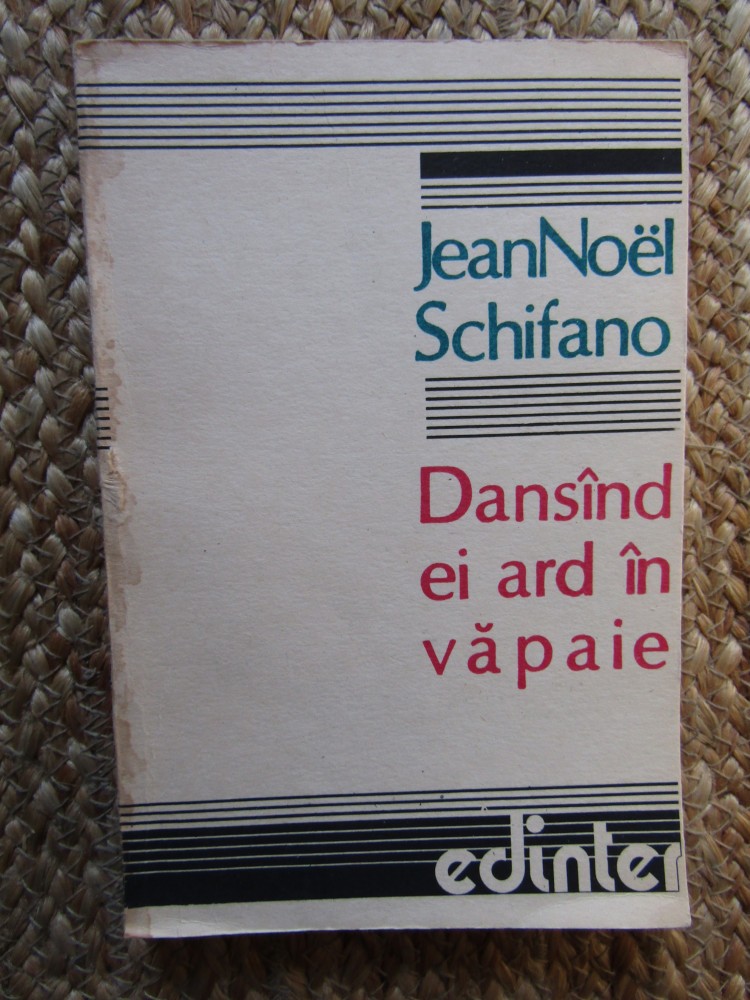 JeanNoël
Schifano
Dansînd
ei ard în
văpaie
edinter